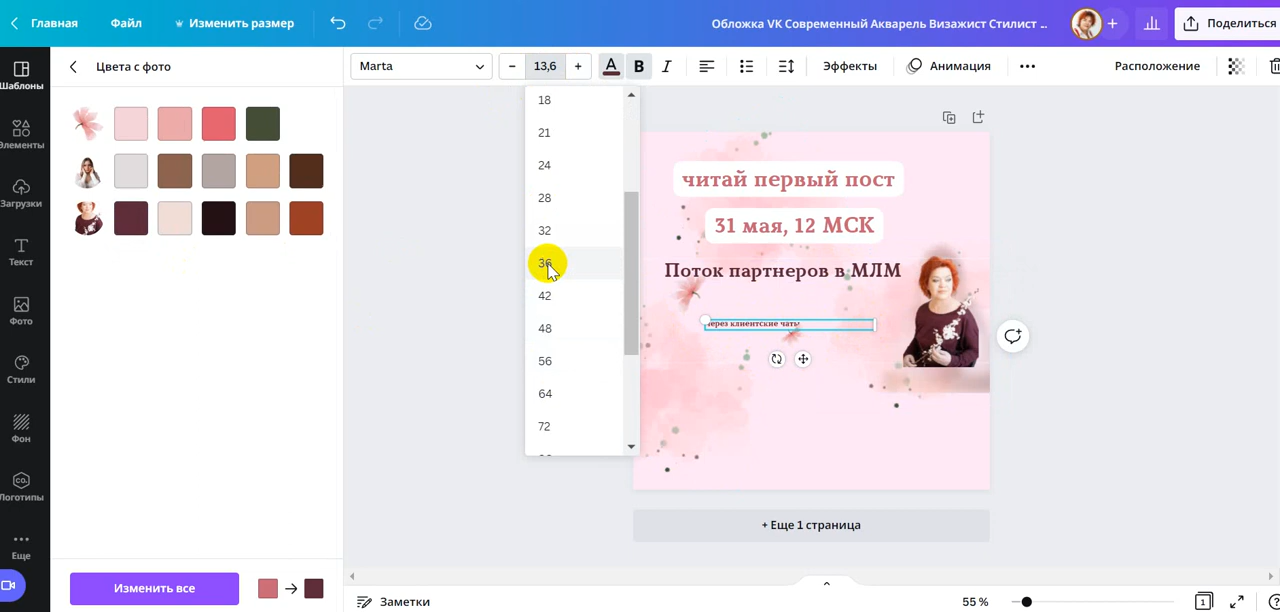 Главная
Файл
Изменить размер
Обложка VK Современный Акварель Визажист Стилист ...
Поделиться
Шаблоны
Элементы
Загрузки
Текст
Фото
Стили
Фон
Логотипы
Еще
Цвета с фото
Изменить все
Marta
– 13,6 +
A
B
I
Эффекты
Анимация
Расположение
18
21
24
28
32
36
42
48
56
64
72
читай первый пост
31 мая, 12 МСК
Поток партнеров в МЛМ
через клиентские чаты
+ Еще 1 страница
Заметки
55 %
1